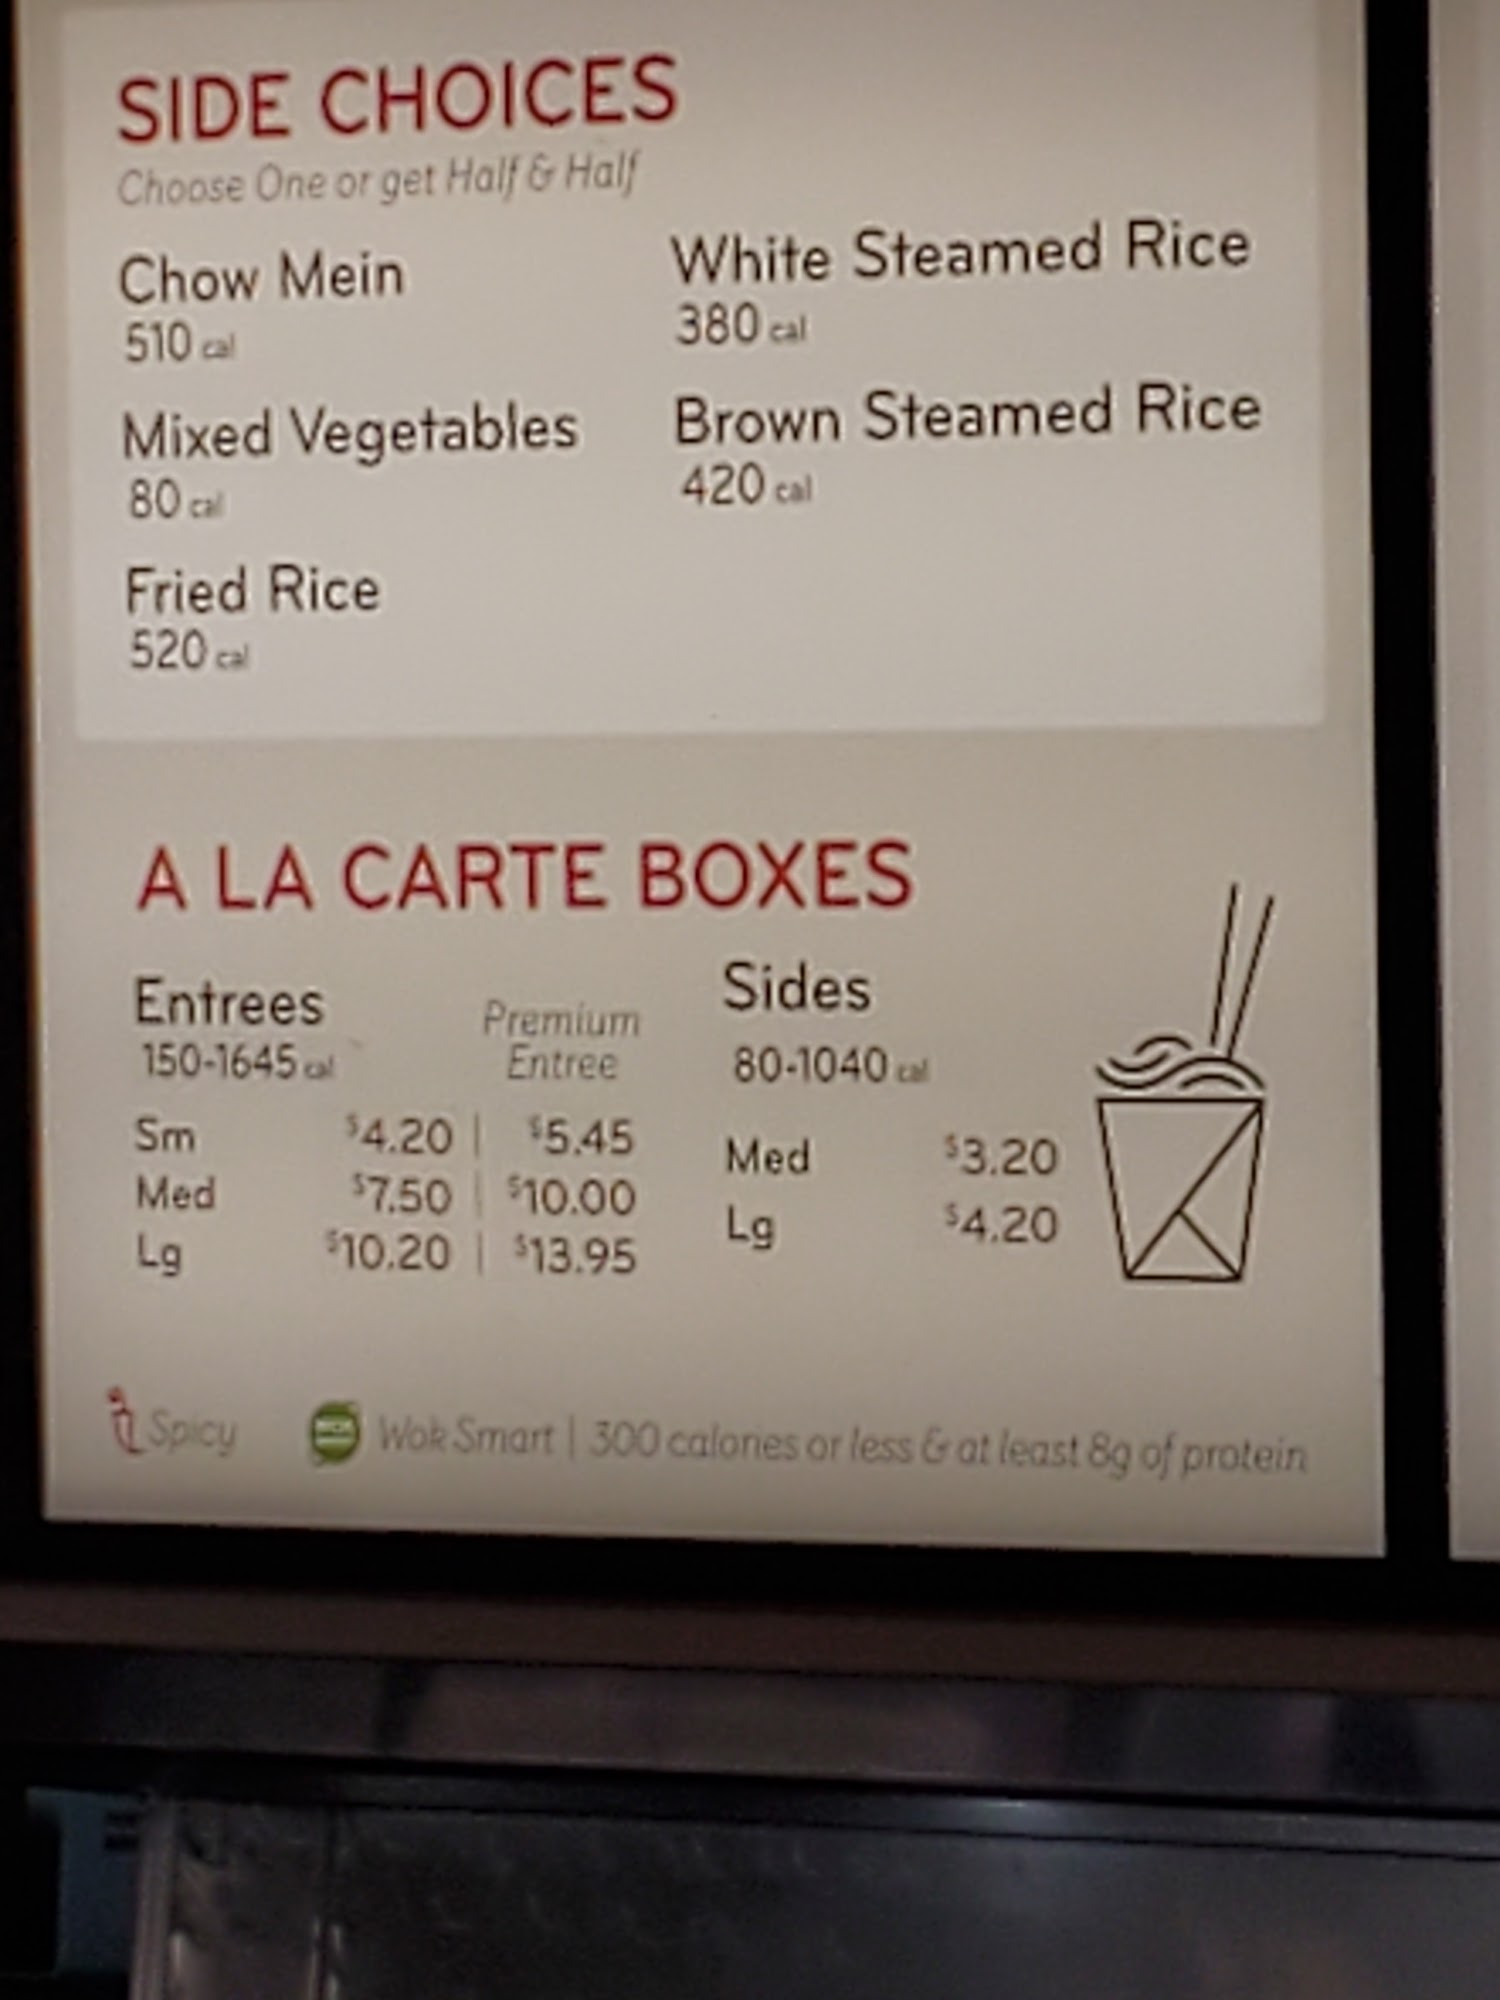 SIDE CHOICES
Choose One or get Half & Half
Chow Mein
510 cal
Mixed Vegetables
80 cal
Fried Rice
520 cal
White Steamed Rice
380 cal
Brown Steamed Rice
420 cal
A LA CARTE BOXES
Entrees
150-1645 cal
Premium
Entree
Sm $4.20 | $5.45
Med $7.50 | $10.00
Lg $10.20 | $13.95
Sides
80-1040 cal
Med $3.20
Lg $4.20
Spicy
Wok Smart | 300 calories or less & at least 8g of protein